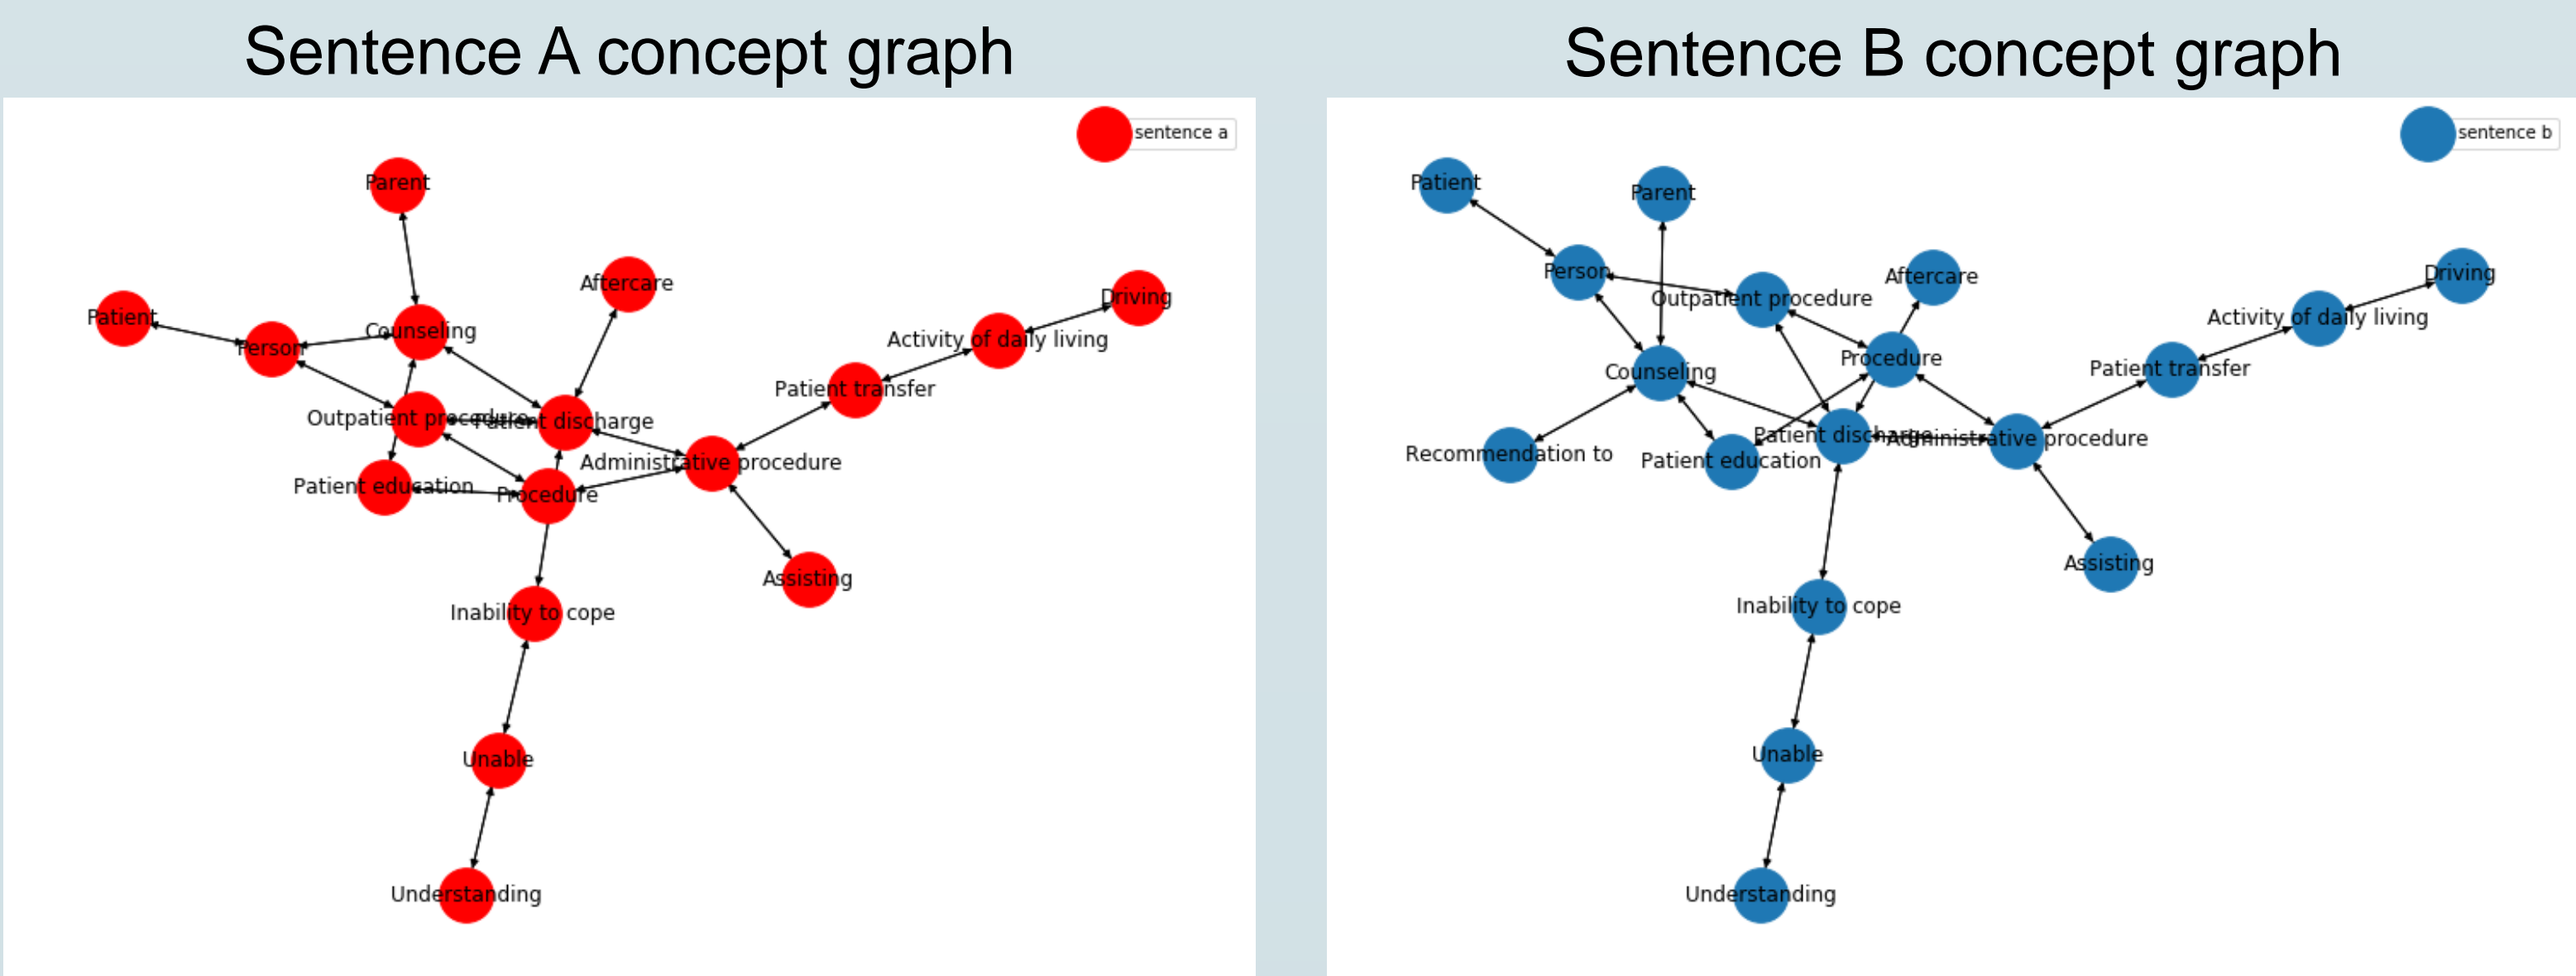 Sentence A concept graph
sentence a
Parent
Aftercare
Driving
Patient
Counseling
Person
Activity of daily living
Patient transfer
Outpatient procedure
Patient discharge
Administrative procedure
Patient education
Procedure
Assisting
Inability to cope
Unable
Understanding
Sentence B concept graph
sentence b
Patient
Parent
Person
Aftercare
Driving
Outpatient procedure
Activity of daily living
Procedure
Counseling
Patient transfer
Patient discharge
Administrative procedure
Recommendation to
Patient education
Assisting
Inability to cope
Unable
Understanding